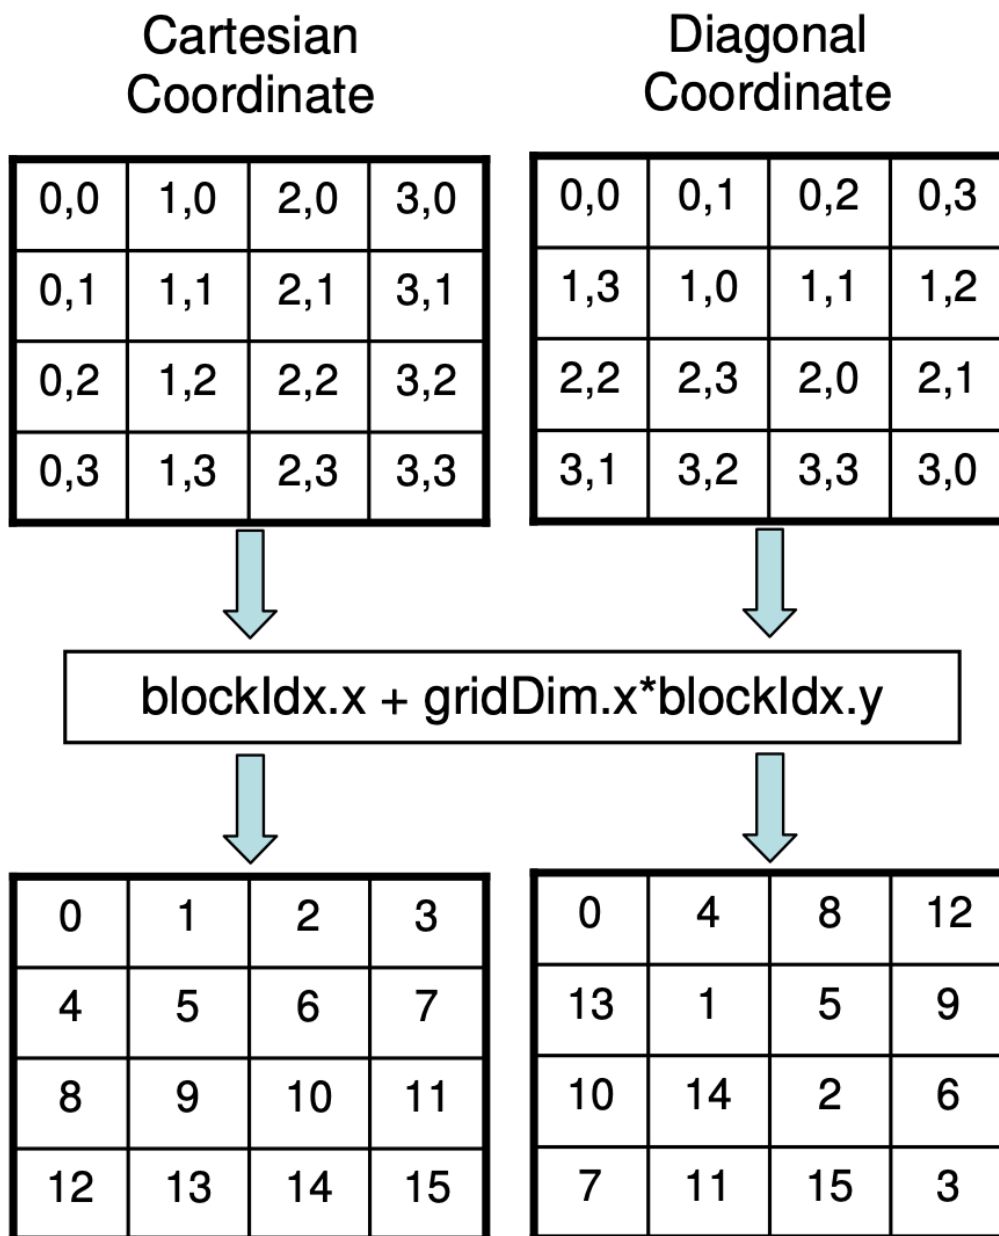 Cartesian
Coordinate
Diagonal
Coordinate
0,0 1,0 2,0 3,0
0,1 1,1 2,1 3,1
0,2 1,2 2,2 3,2
0,3 1,3 2,3 3,3
0,0 0,1 0,2 0,3
1,3 1,0 1,1 1,2
2,2 2,3 2,0 2,1
3,1 3,2 3,3 3,0
blockIdx.x + gridDim.x*blockIdx.y
0 1 2 3
4 5 6 7
8 9 10 11
12 13 14 15
0 4 8 12
13 1 5 9
10 14 2 6
7 11 15 3